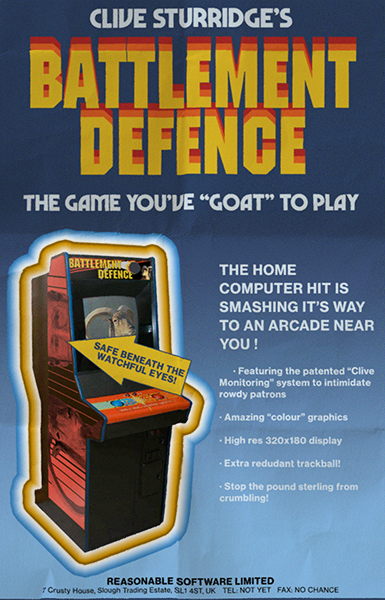 CLIVE STURRIDGE'S
BATTLEMENT
DEFENCE
THE GAME YOU'VE "GOAT" TO PLAY
BATTLEMENT
DEFENCE
SAFE BENEATH THE
WATCHFUL EYES!
THE HOME
COMPUTER HIT IS
SMASHING IT'S WAY
TO AN ARCADE NEAR
YOU !
· Featuring the patented "Clive
Monitoring" system to intimidate
rowdy patrons
· Amazing "colour" graphics
· High res 320x180 display
· Extra redudant trackball!
· Stop the pound sterling from
crumbling!
REASONABLE SOFTWARE LIMITED
7 Crusty House, Slough Trading Estate, SL1 4ST, UK TEL: NOT YET FAX: NO CHANCE